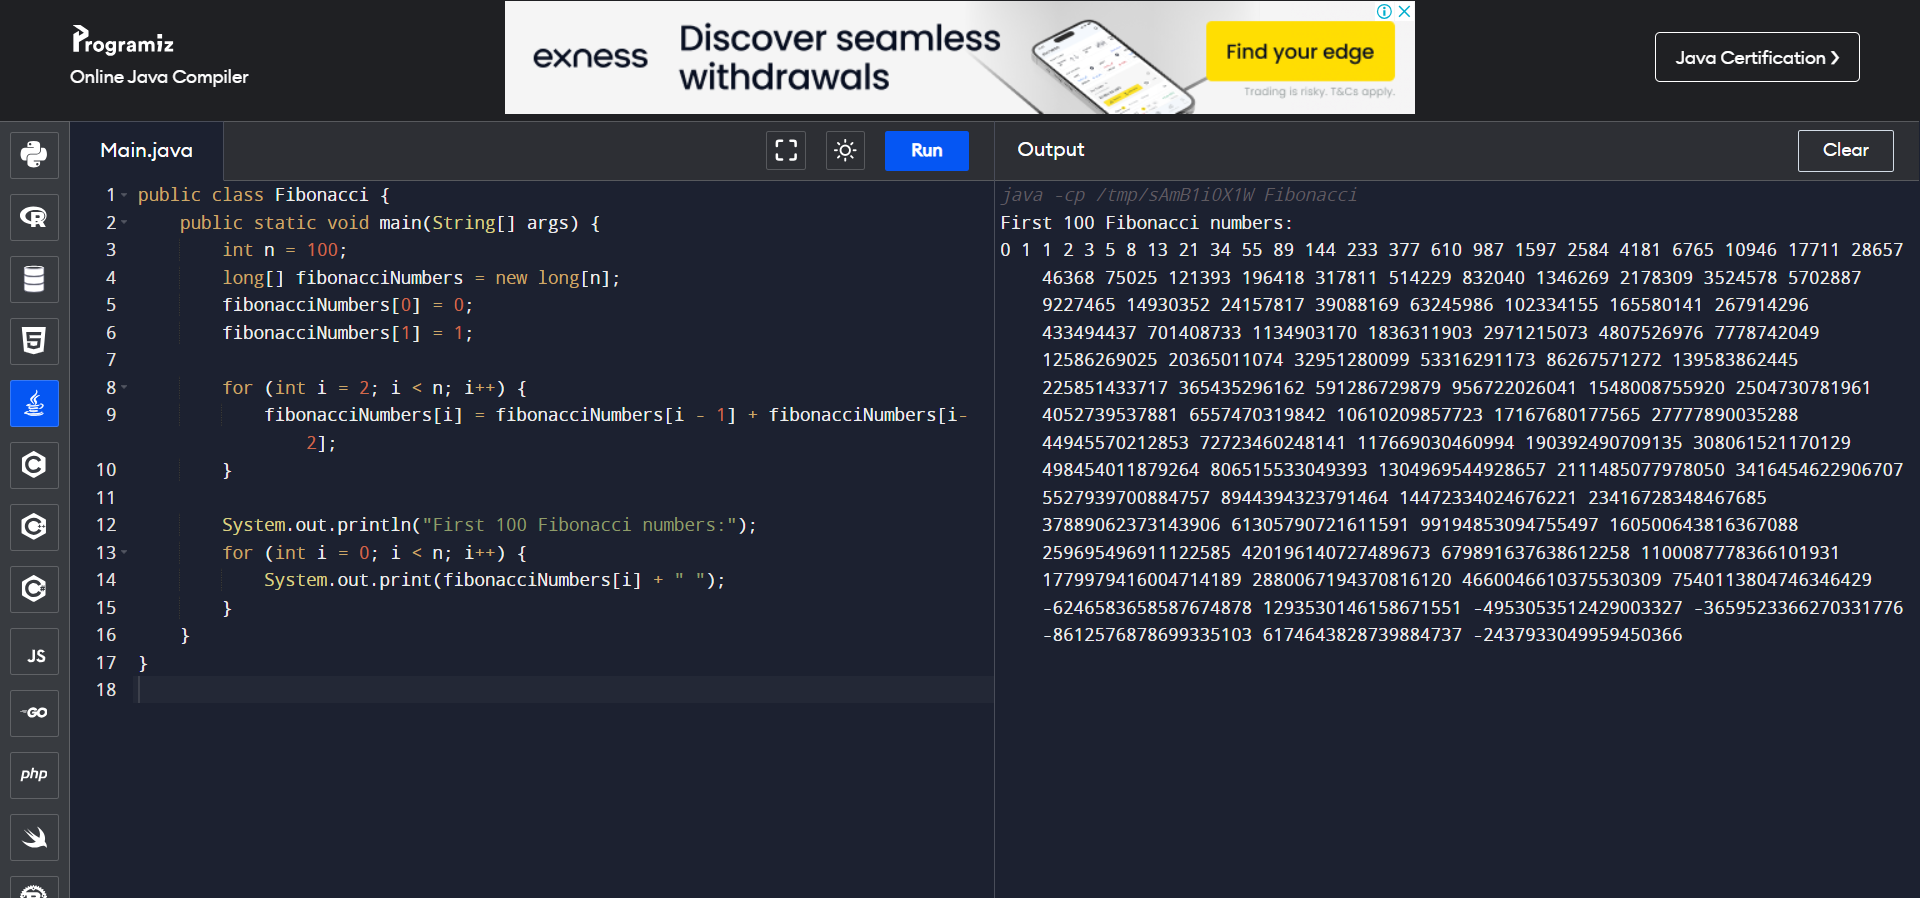 Programiz
Online Java Compiler
exness
Discover seamless
withdrawals
Find your edge
Trading is risky. T&Cs apply.
Java Certification ❯
Main.java
Run
1 public class Fibonacci {
2 public static void main(String[] args) {
3 int n = 100;
4 long[] fibonacciNumbers = new long[n];
5 fibonacciNumbers[0] = 0;
6 fibonacciNumbers[1] = 1;
7
8 for (int i = 2; i < n; i++) {
9 fibonacciNumbers[i] = fibonacciNumbers[i - 1] + fibonacciNumbers[i-
2];
10 }
11
12 System.out.println("First 100 Fibonacci numbers:");
13 for (int i = 0; i < n; i++) {
14 System.out.print(fibonacciNumbers[i] + " ");
15 }
16 }
17 }
18
Output
Clear
java -cp /tmp/sAmB1iOX1W Fibonacci
First 100 Fibonacci numbers:
0 1 1 2 3 5 8 13 21 34 55 89 144 233 377 610 987 1597 2584 4181 6765 10946 17711 28657
46368 75025 121393 196418 317811 514229 832040 1346269 2178309 3524578 5702887
9227465 14930352 24157817 39088169 63245986 102334155 165580141 267914296
433494437 701408733 1134903170 1836311903 2971215073 4807526976 7778742049
12586269025 20365011074 32951280099 53316291173 86267571272 139583862445
225851433717 365435296162 591286729879 956722026041 1548008755920 2504730781961
4052739537881 6557470319842 10610209857723 17167680177565 27777890035288
44945570212853 72723460248141 117669030460994 190392490709135 308061521170129
498454011879264 806515533049393 1304969544928657 2111485077978050 3416454622906707
5527939700884757 8944394323791464 14472334024676221 23416728348467685
37889062373143906 61305790721611591 99194853094755497 160500643816367088
259695496911122585 420196140727489673 679891637638612258 1100087778366101931
1779979416004714189 2880067194370816120 4660046610375530309 7540113804746346429
-6246583658587674878 1293530146158671551 -4953053512429003327 -3659523366270331776
-8612576878699335103 6174643828739884737 -2437933049959450366
JS
GO
php